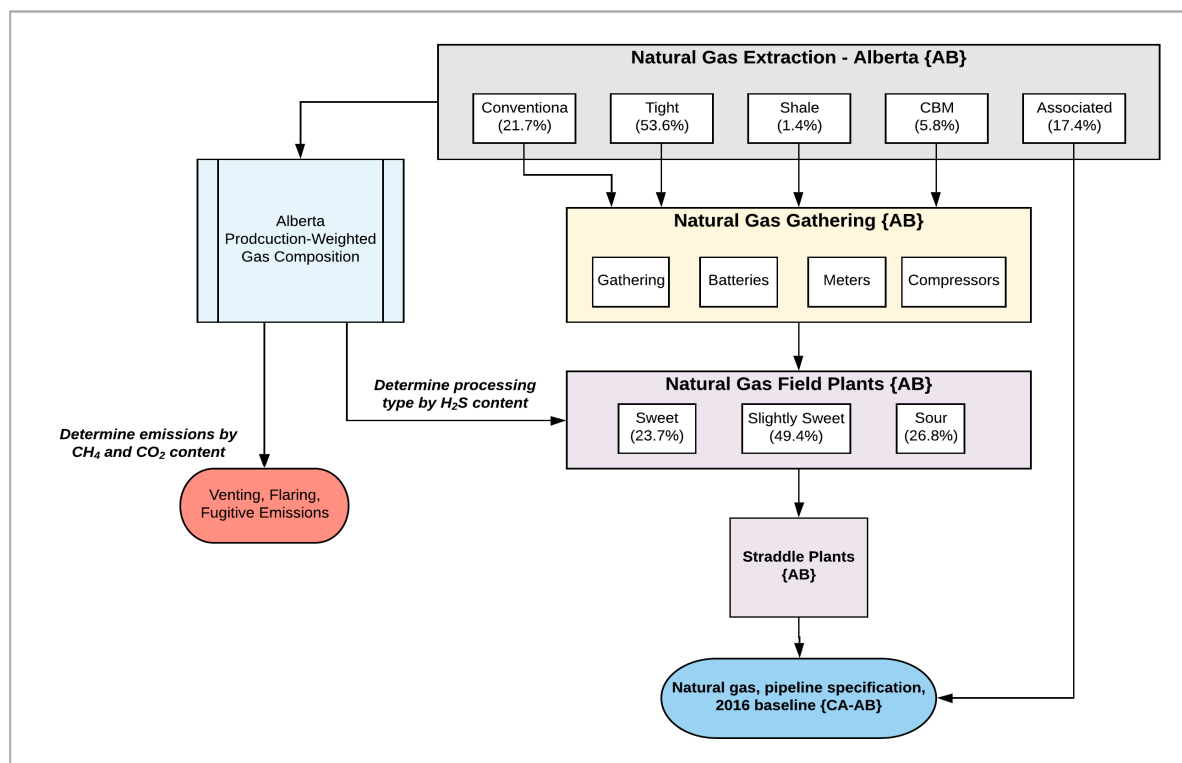 Natural Gas Extraction - Alberta {AB}
Conventiona
(21.7%)
Tight
(53.6%)
Shale
(1.4%)
CBM
(5.8%)
Associated
(17.4%)
Alberta
Prodcuction-Weighted
Gas Composition
Natural Gas Gathering {AB}
Gathering
Batteries
Meters
Compressors
Determine processing
type by H₂S content
Natural Gas Field Plants {AB}
Sweet
(23.7%)
Slightly Sweet
(49.4%)
Sour
(26.8%)
Determine emissions by
CH₄ and CO₂ content
Venting, Flaring,
Fugitive Emissions
Straddle Plants
{AB}
Natural gas, pipeline specification,
2016 baseline {CA-AB}